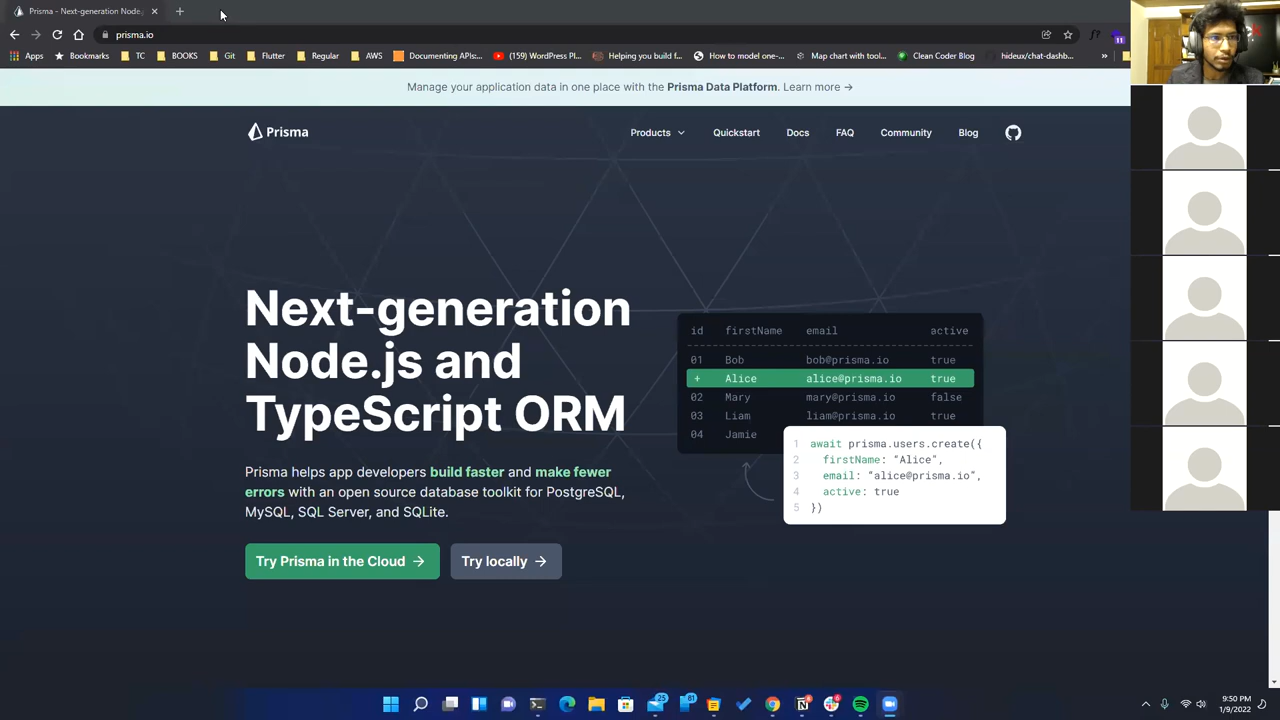 Prisma - Next-generation Node.j
prisma.io
11
Apps
Bookmarks
TC
BOOKS
Git
Flutter
Regular
AWS
Documenting APIs:...
(159) WordPress Pl...
Helping you build f...
How to model one-...
Map chart with tool...
Clean Coder Blog
hideux/chat-dashb...
»
Manage your application data in one place with the Prisma Data Platform. Learn more →
Prisma
Products
Quickstart
Docs
FAQ
Community
Blog
Next-generation
Node.js and
TypeScript ORM
Prisma helps app developers build faster and make fewer
errors with an open source database toolkit for PostgreSQL,
MySQL, SQL Server, and SQLite.
Try Prisma in the Cloud →
Try locally →
id firstName email active
01 Bob bob@prisma.io true
+ Alice alice@prisma.io true
02 Mary mary@prisma.io false
03 Liam liam@prisma.io true
04 Jamie
1 await prisma.users.create({
2 firstName: "Alice",
3 email: "alice@prisma.io",
4 active: true
5 })
25
81
9:50 PM
1/9/2022